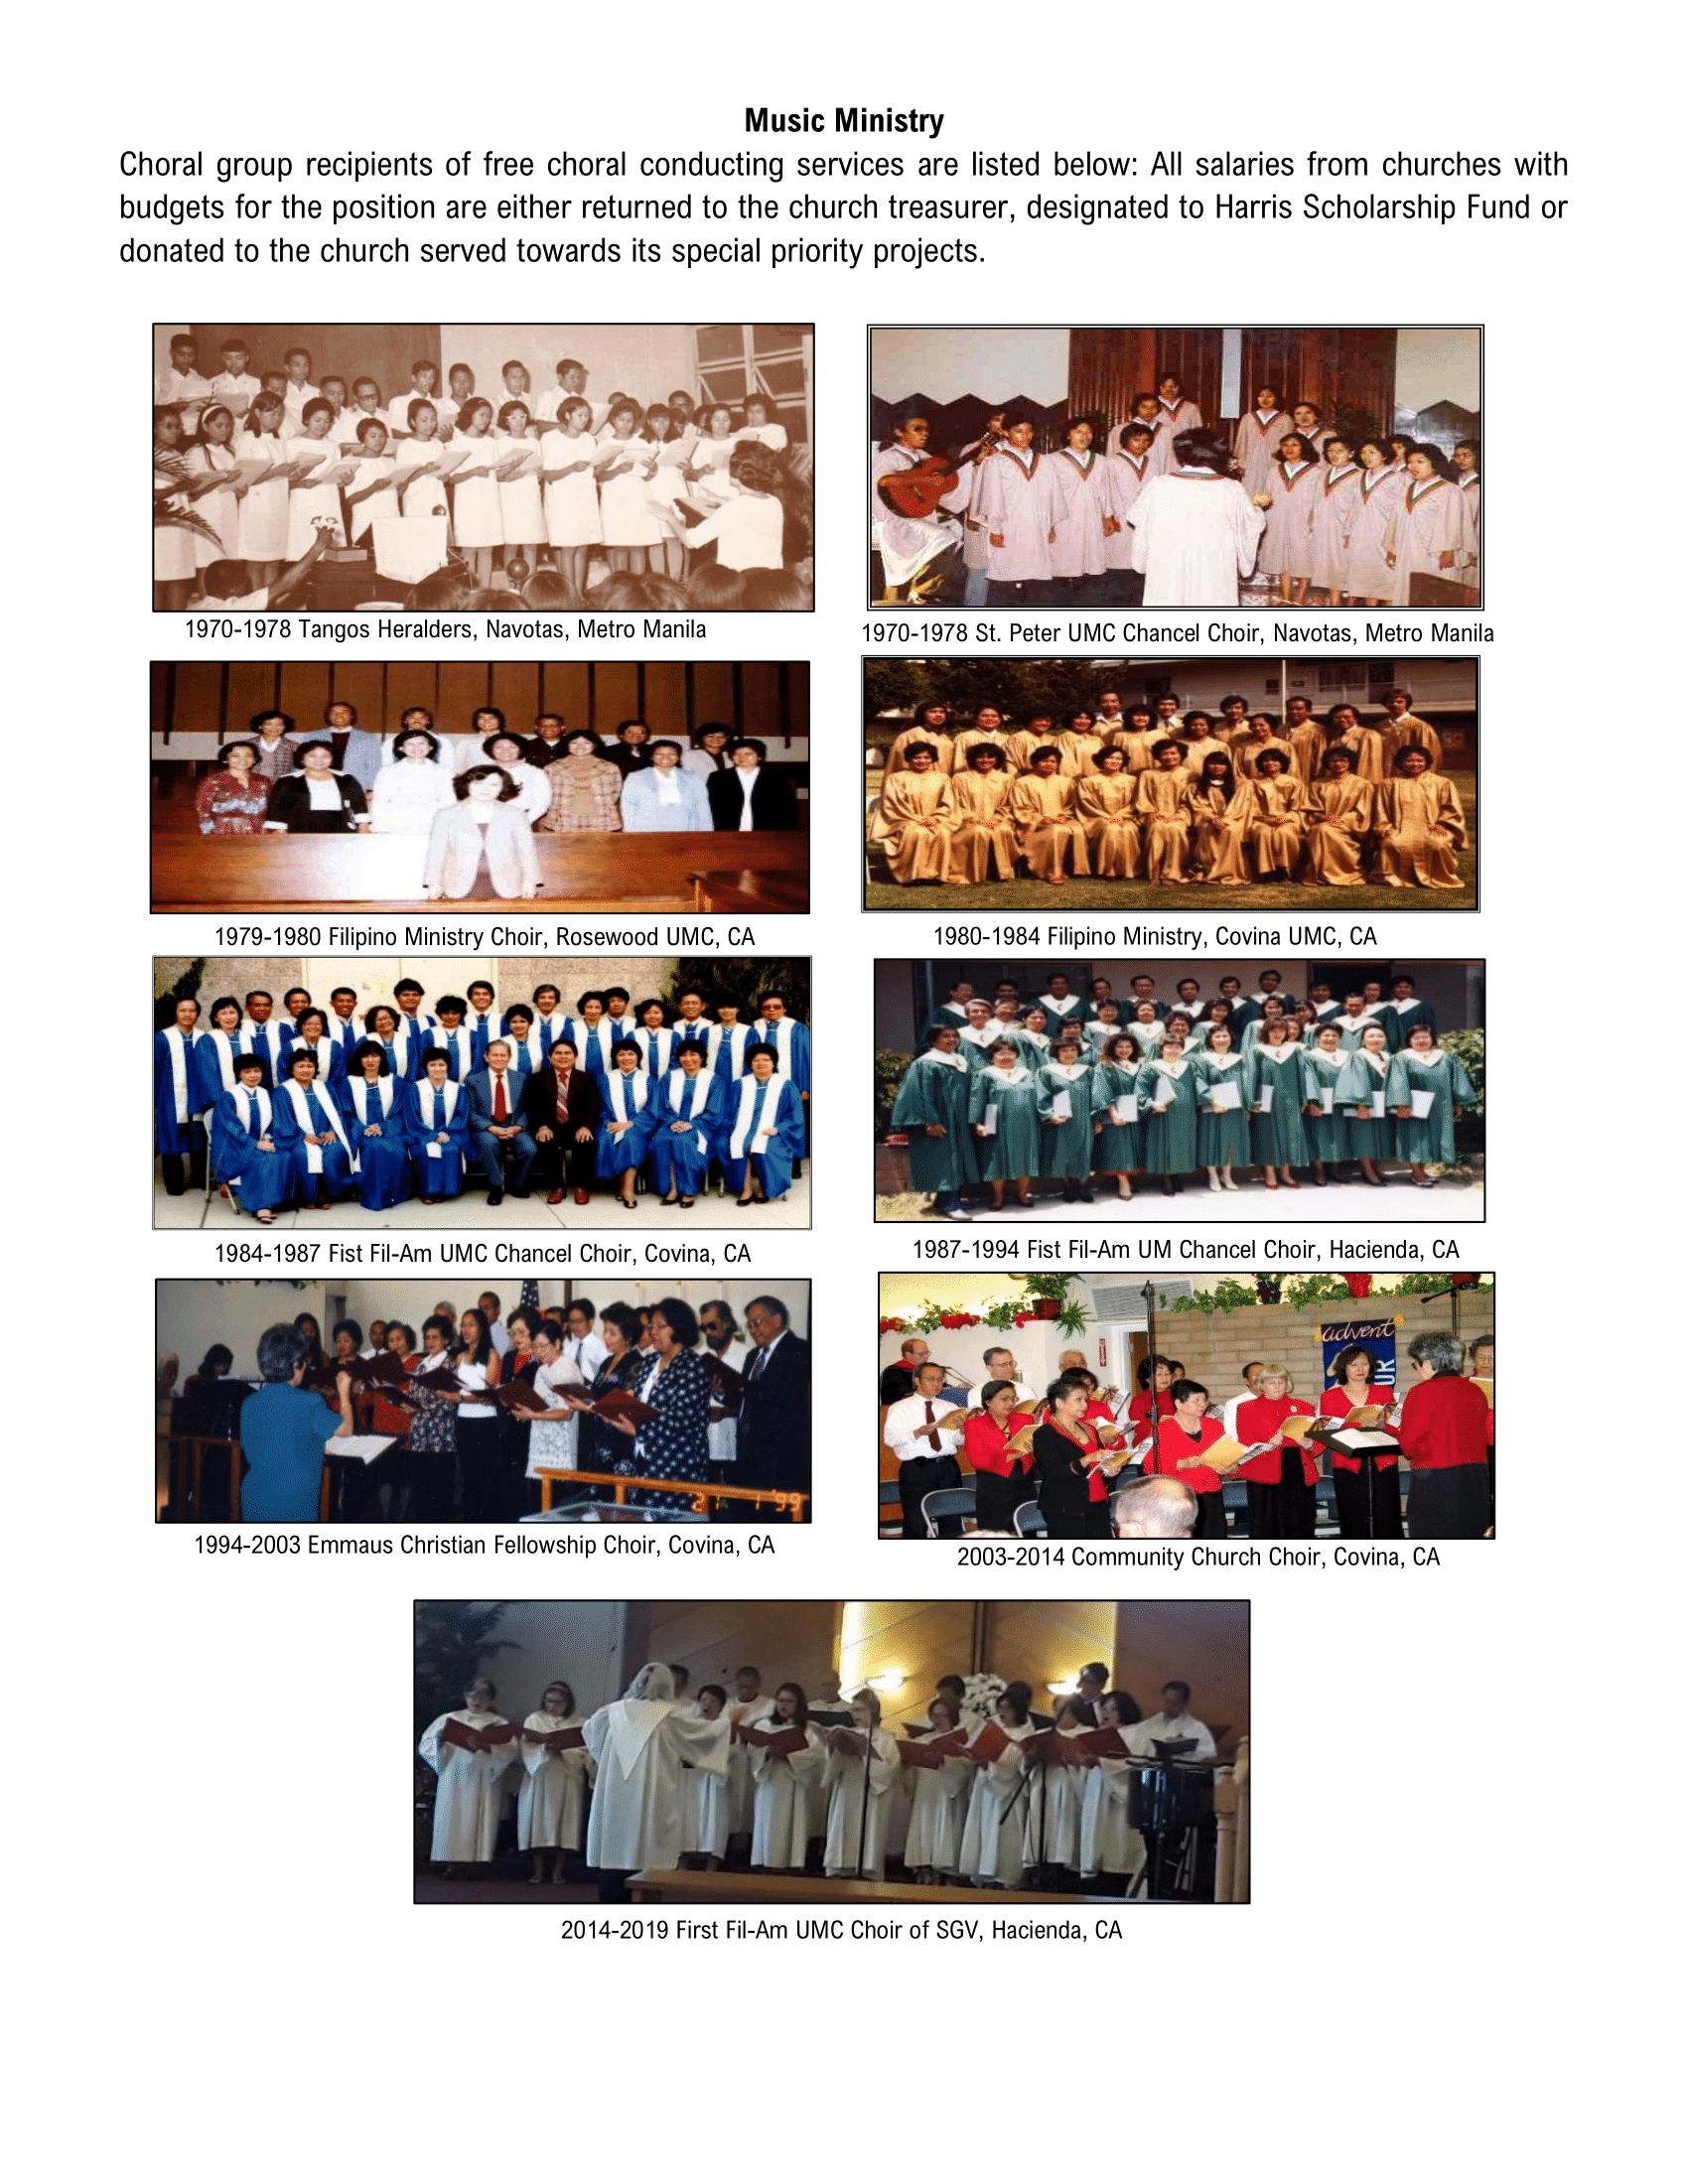 Music Ministry
Choral group recipients of free choral conducting services are listed below: All salaries from churches with
budgets for the position are either returned to the church treasurer, designated to Harris Scholarship Fund or
donated to the church served towards its special priority projects.
1970-1978 Tangos Heralders, Navotas, Metro Manila
1970-1978 St. Peter UMC Chancel Choir, Navotas, Metro Manila
1979-1980 Filipino Ministry Choir, Rosewood UMC, CA
1980-1984 Filipino Ministry, Covina UMC, CA
1984-1987 Fist Fil-Am UMC Chancel Choir, Covina, CA
1987-1994 Fist Fil-Am UM Chancel Choir, Hacienda, CA
21 1 '99
advent
UR
1994-2003 Emmaus Christian Fellowship Choir, Covina, CA
2003-2014 Community Church Choir, Covina, CA
2014-2019 First Fil-Am UMC Choir of SGV, Hacienda, CA